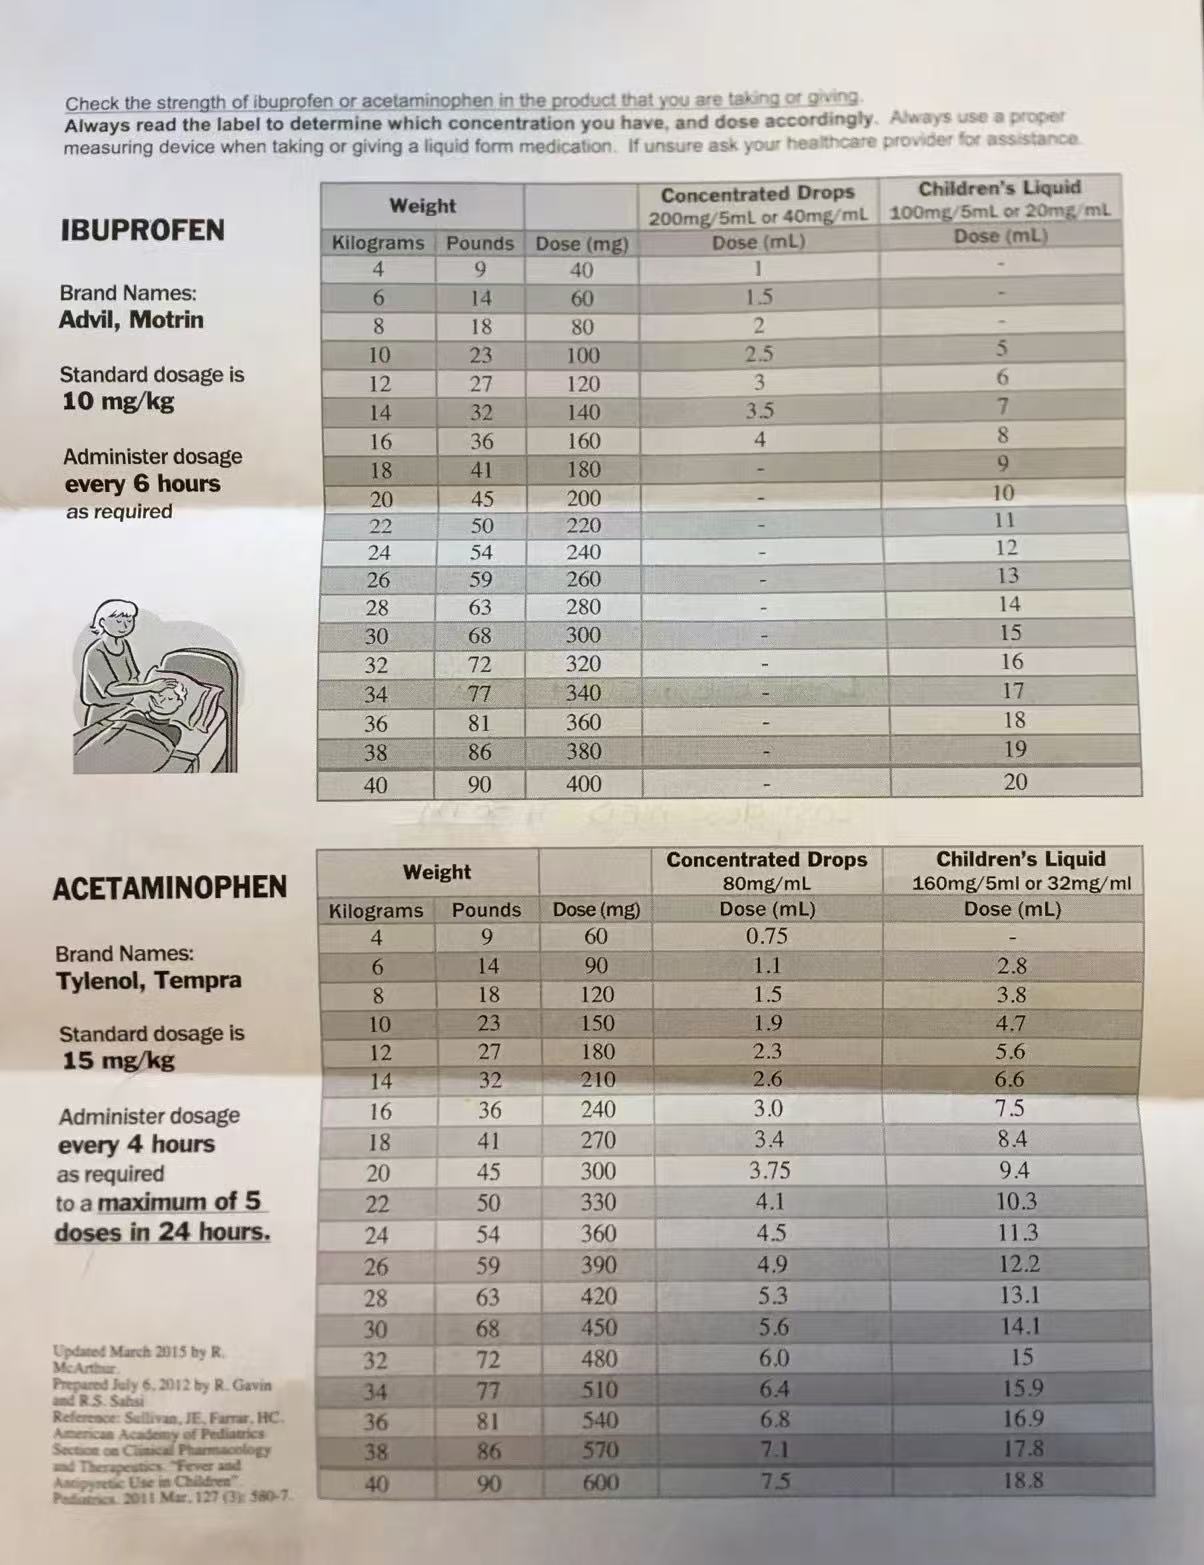 Check the strength of ibuprofen or acetaminophen in the product that you are taking or giving.
Always read the label to determine which concentration you have, and dose accordingly. Always use a proper
measuring device when taking or giving a liquid form medication. If unsure ask your healthcare provider for assistance.
IBUPROFEN
Brand Names:
Advil, Motrin
Standard dosage is
10 mg/kg
Administer dosage
every 6 hours
as required
Weight Concentrated Drops Children's Liquid
200mg/5mL or 40mg/mL 100mg/5mL or 20mg/mL
Kilograms Pounds Dose (mg) Dose (mL) Dose (mL)
4 9 40 1 -
6 14 60 1.5 -
8 18 80 2 -
10 23 100 2.5 5
12 27 120 3 6
14 32 140 3.5 7
16 36 160 4 8
18 41 180 - 9
20 45 200 - 10
22 50 220 - 11
24 54 240 - 12
26 59 260 - 13
28 63 280 - 14
30 68 300 - 15
32 72 320 - 16
34 77 340 - 17
36 81 360 - 18
38 86 380 - 19
40 90 400 - 20
ACETAMINOPHEN
Brand Names:
Tylenol, Tempra
Standard dosage is
15 mg/kg
Administer dosage
every 4 hours
as required
to a maximum of 5
doses in 24 hours.
Weight Concentrated Drops Children's Liquid
80mg/mL 160mg/5ml or 32mg/ml
Kilograms Pounds Dose (mg) Dose (mL) Dose (mL)
4 9 60 0.75 -
6 14 90 1.1 2.8
8 18 120 1.5 3.8
10 23 150 1.9 4.7
12 27 180 2.3 5.6
14 32 210 2.6 6.6
16 36 240 3.0 7.5
18 41 270 3.4 8.4
20 45 300 3.75 9.4
22 50 330 4.1 10.3
24 54 360 4.5 11.3
26 59 390 4.9 12.2
28 63 420 5.3 13.1
30 68 450 5.6 14.1
32 72 480 6.0 15
34 77 510 6.4 15.9
36 81 540 6.8 16.9
38 86 570 7.1 17.8
40 90 600 7.5 18.8
Updated March 2015 by R.
McArthur.
Prepared July 6, 2012 by R. Gavin
and R.S. Sahsi
Reference: Sullivan, JE, Farrar, HC.
American Academy of Pediatrics
Section on Clinical Pharmacology
and Therapeutics. "Fever and
Antipyretic Use in Children".
Pediatrics. 2011 Mar, 127 (3): 580-7.